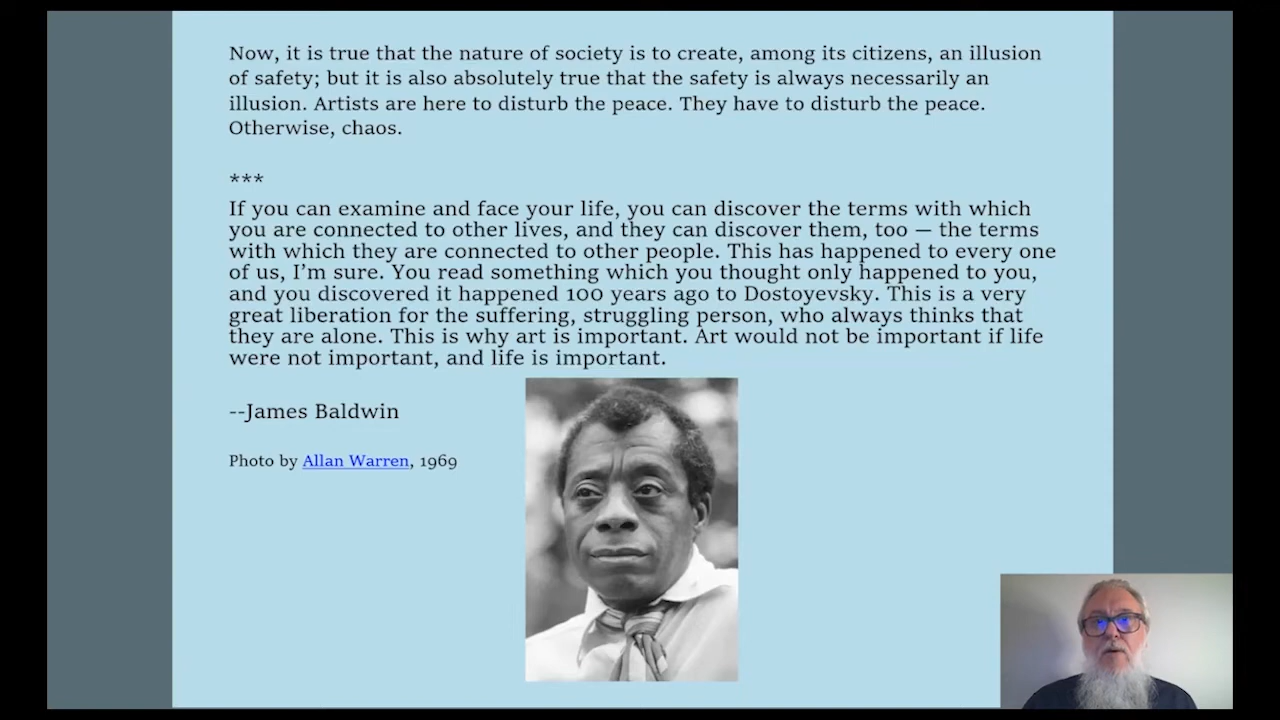 Now, it is true that the nature of society is to create, among its citizens, an illusion
of safety; but it is also absolutely true that the safety is always necessarily an
illusion. Artists are here to disturb the peace. They have to disturb the peace.
Otherwise, chaos.
***
If you can examine and face your life, you can discover the terms with which
you are connected to other lives, and they can discover them, too — the terms
with which they are connected to other people. This has happened to every one
of us, I’m sure. You read something which you thought only happened to you,
and you discovered it happened 100 years ago to Dostoyevsky. This is a very
great liberation for the suffering, struggling person, who always thinks that
they are alone. This is why art is important. Art would not be important if life
were not important, and life is important.
--James Baldwin
Photo by Allan Warren, 1969